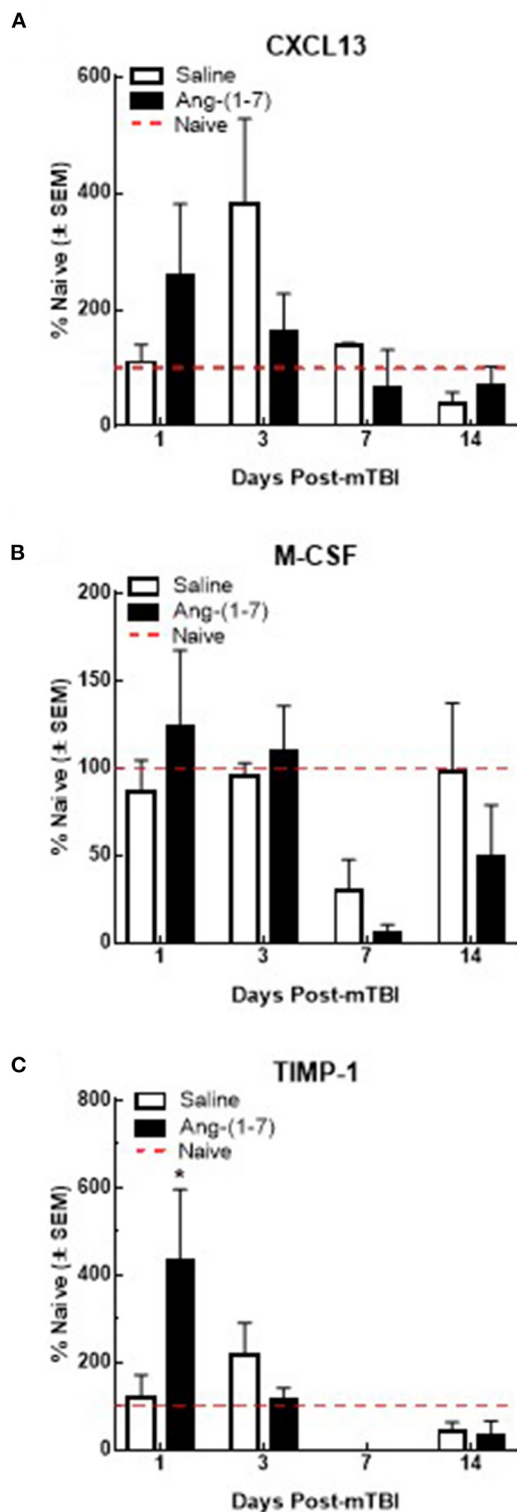 A
CXCL13
600
400
200
0
% Naive (± SEM)
Saline
Ang-(1-7)
Naive
1 3 7 14
Days Post-mTBI
B
M-CSF
200
150
100
50
0
% Naive (± SEM)
Saline
Ang-(1-7)
Naive
1 3 7 14
Days Post-mTBI
C
TIMP-1
800
600
400
200
0
% Naive (± SEM)
Saline
Ang-(1-7)
Naive
*
1 3 7 14
Days Post-mTBI